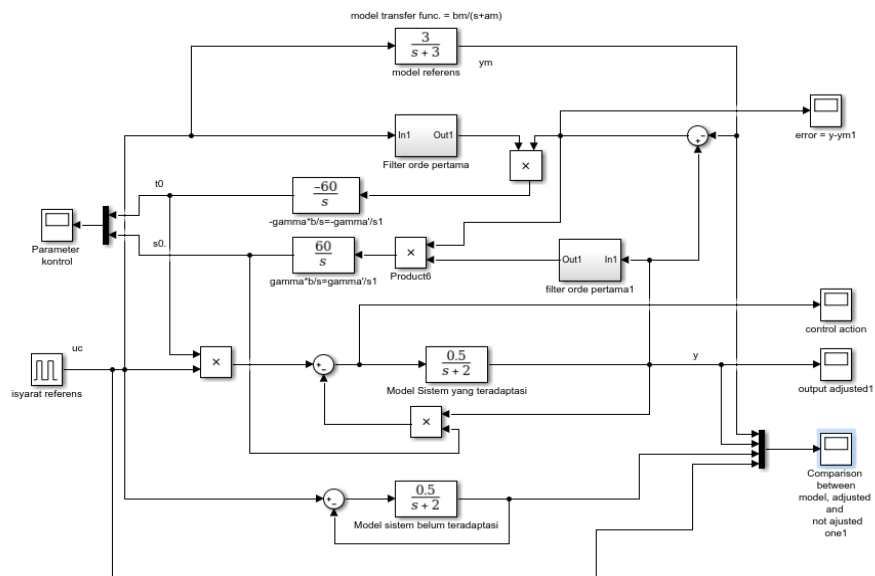 model transfer func. = bm/(s+am)
3
s + 3
model referens
ym
In1
Out1
Filter orde pertama
×
error = y-ym1
t0
–60
s
-gamma*b/s=-gamma'/s1
Parameter
kontrol
s0.
60
s
gamma*b/s=gamma'/s1
×
Product6
Out1
In1
filter orde pertama1
control action
uc
isyarat referens
×
0.5
s + 2
Model Sistem yang teradaptasi
y
output adjusted1
×
Comparison
between
model, adjusted
and
not ajusted
one1
0.5
s + 2
Model sistem belum teradaptasi